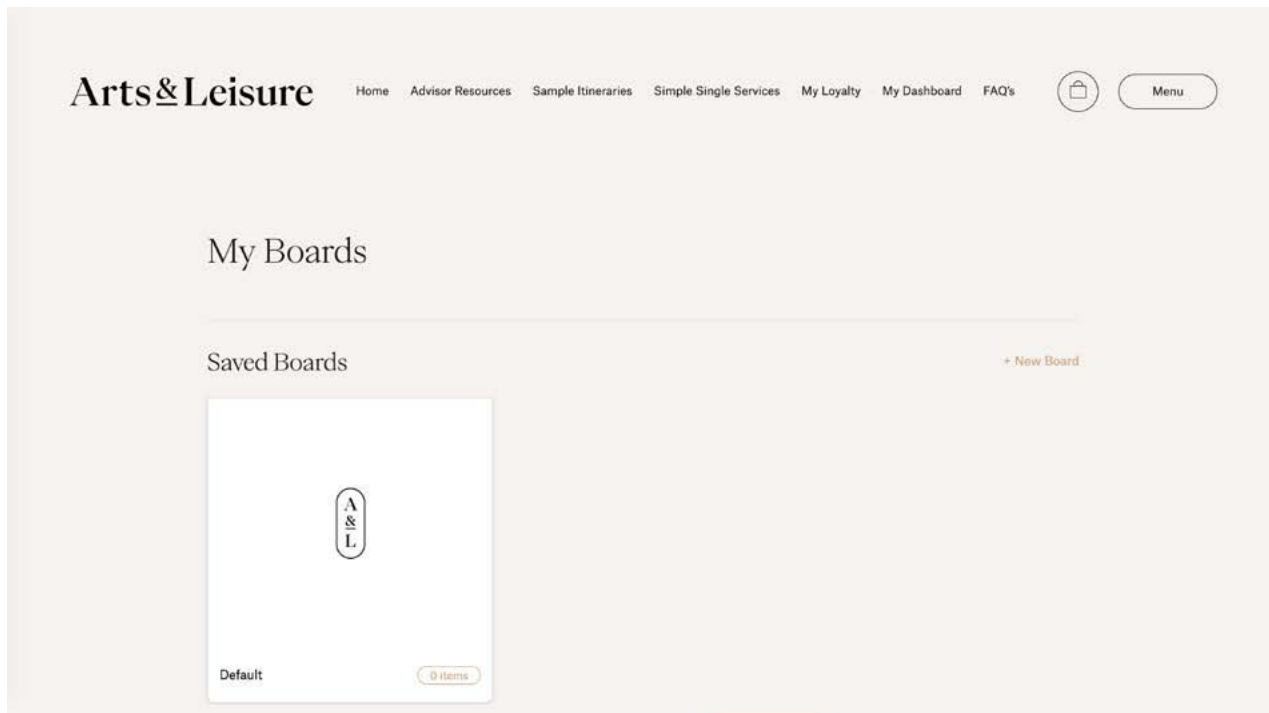 Arts&Leisure Home Advisor Resources Sample Itineraries Simple Single Services My Loyalty My Dashboard FAQ's Menu
My Boards
Saved Boards + New Board
A
&
L
Default 0 items